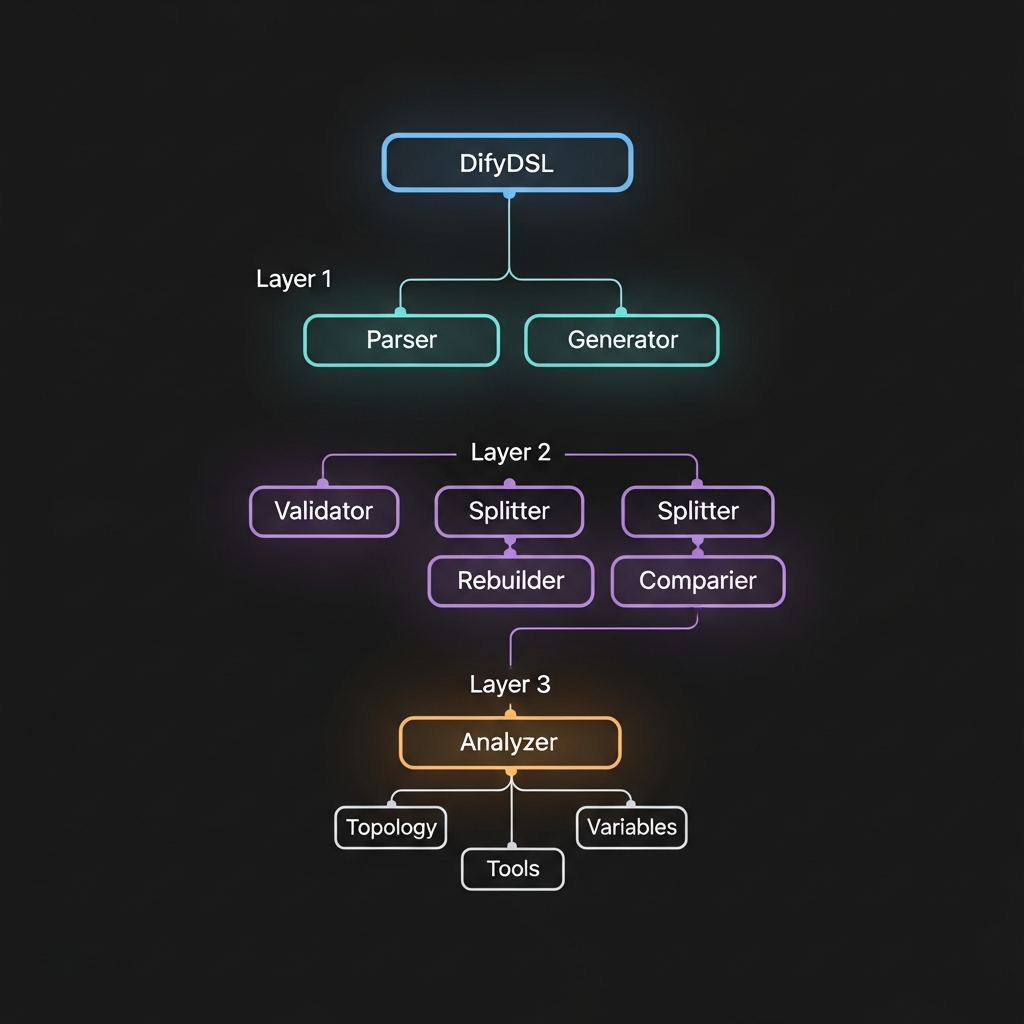 DifyDSL
Layer 1
Parser
Generator
Layer 2
Validator
Splitter
Splitter
Rebuilder
Comparier
Layer 3
Analyzer
Topology
Variables
Tools